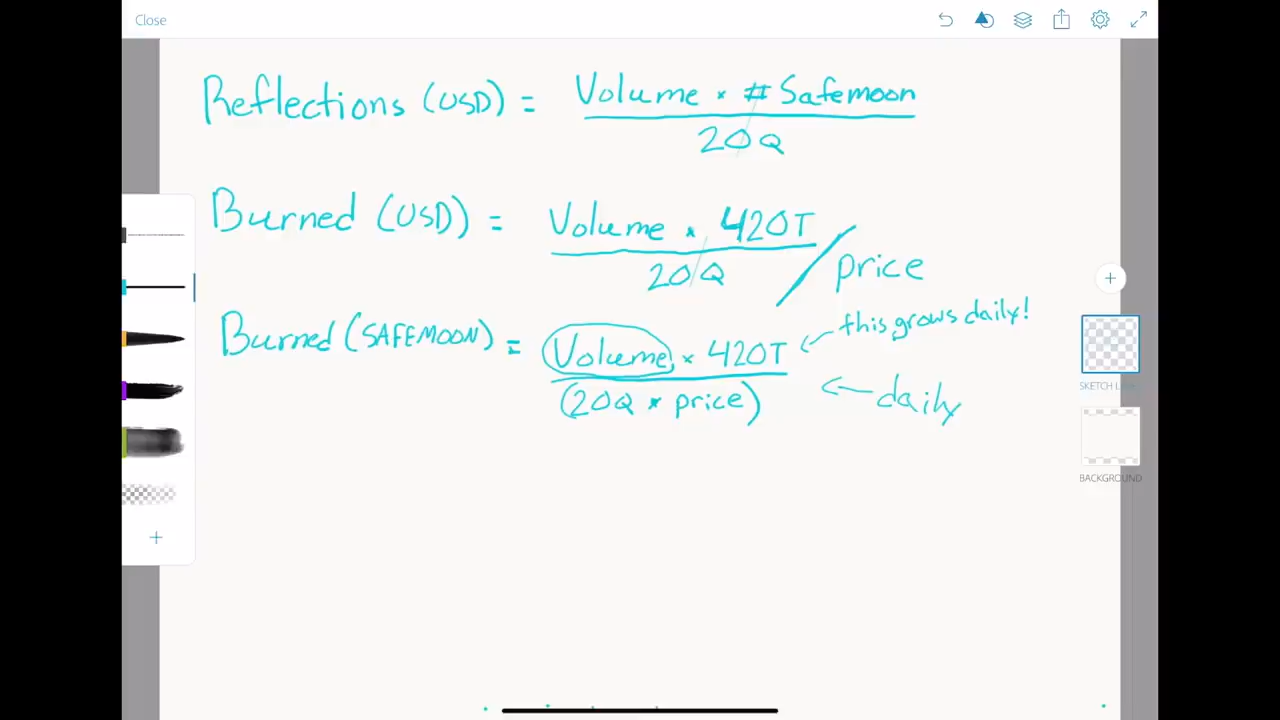 Close
Reflections (USD) = Volume * # Safemoon / 20Q
Burned (USD) = Volume * 420T / 20Q / price
Burned (SAFEMOON) = Volume * 420T / (20Q * price)
this grows daily!
daily
SKETCH LA
BACKGROUND